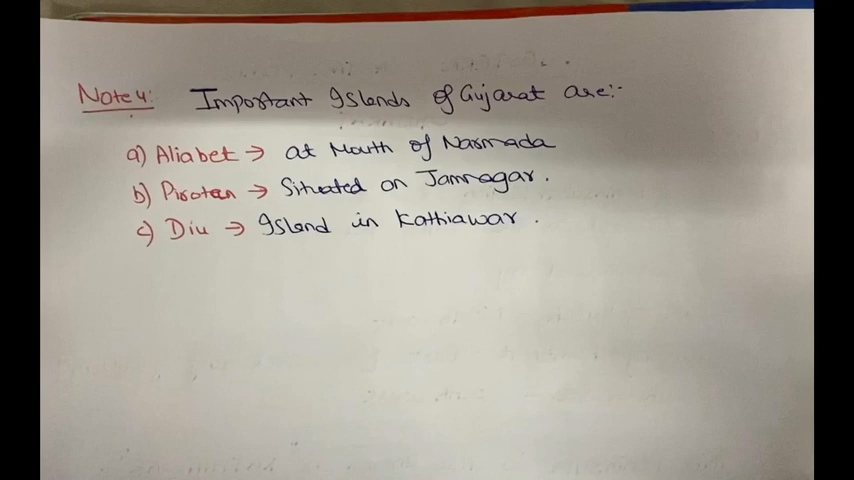 Note 4: Important Islands of Gujarat are:-
a) Aliabet → at Mouth of Narmada
b) Pirotan → Situated on Jamnagar.
c) Diu → Island in Kathiawar.